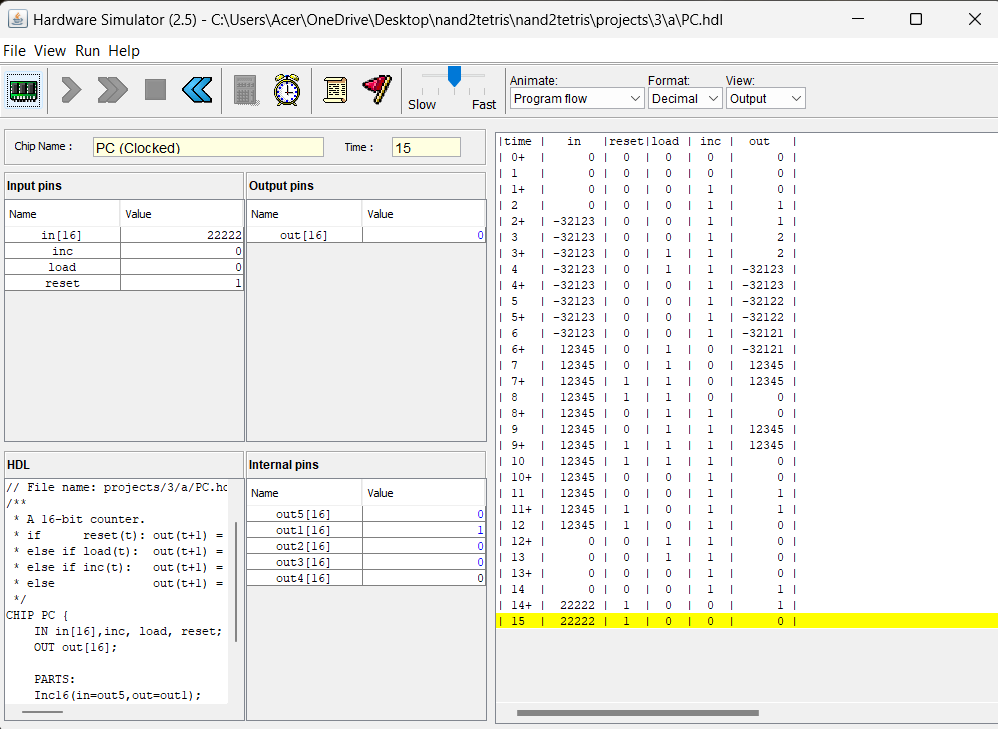 Hardware Simulator (2.5) - C:\Users\Acer\OneDrive\Desktop\nand2tetris\nand2tetris\projects\3\a\PC.hdl
File View Run Help
Slow Fast
Animate: Format: View:
Program flow Decimal Output
Chip Name : PC (Clocked) Time : 15
Input pins
Name Value
in[16] 22222
inc 0
load 0
reset 1
Output pins
Name Value
out[16] 0
HDL
// File name: projects/3/a/PC.hd
/**
* A 16-bit counter.
* if reset(t): out(t+1) =
* else if load(t): out(t+1) =
* else if inc(t): out(t+1) =
* else out(t+1) =
*/
CHIP PC {
IN in[16],inc, load, reset;
OUT out[16];
PARTS:
Inc16(in=out5,out=out1);
Internal pins
Name Value
out5[16] 0
out1[16] 1
out2[16] 0
out3[16] 0
out4[16] 0
|time | in |reset|load | inc | out |
| 0+ | 0 | 0 | 0 | 0 | 0 |
| 1 | 0 | 0 | 0 | 0 | 0 |
| 1+ | 0 | 0 | 0 | 1 | 0 |
| 2 | 0 | 0 | 0 | 1 | 1 |
| 2+ | -32123 | 0 | 0 | 1 | 1 |
| 3 | -32123 | 0 | 0 | 1 | 2 |
| 3+ | -32123 | 0 | 1 | 1 | 2 |
| 4 | -32123 | 0 | 1 | 1 | -32123 |
| 4+ | -32123 | 0 | 0 | 1 | -32123 |
| 5 | -32123 | 0 | 0 | 1 | -32122 |
| 5+ | -32123 | 0 | 0 | 1 | -32122 |
| 6 | -32123 | 0 | 0 | 1 | -32121 |
| 6+ | 12345 | 0 | 1 | 0 | -32121 |
| 7 | 12345 | 0 | 1 | 0 | 12345 |
| 7+ | 12345 | 1 | 1 | 0 | 12345 |
| 8 | 12345 | 1 | 1 | 0 | 0 |
| 8+ | 12345 | 0 | 1 | 1 | 0 |
| 9 | 12345 | 0 | 1 | 1 | 12345 |
| 9+ | 12345 | 1 | 1 | 1 | 12345 |
| 10 | 12345 | 1 | 1 | 1 | 0 |
| 10+ | 12345 | 0 | 0 | 1 | 0 |
| 11 | 12345 | 0 | 0 | 1 | 1 |
| 11+ | 12345 | 1 | 0 | 1 | 1 |
| 12 | 12345 | 1 | 0 | 1 | 0 |
| 12+ | 0 | 0 | 1 | 1 | 0 |
| 13 | 0 | 0 | 1 | 1 | 0 |
| 13+ | 0 | 0 | 0 | 1 | 0 |
| 14 | 0 | 0 | 0 | 1 | 1 |
| 14+ | 22222 | 1 | 0 | 0 | 1 |
| 15 | 22222 | 1 | 0 | 0 | 0 |